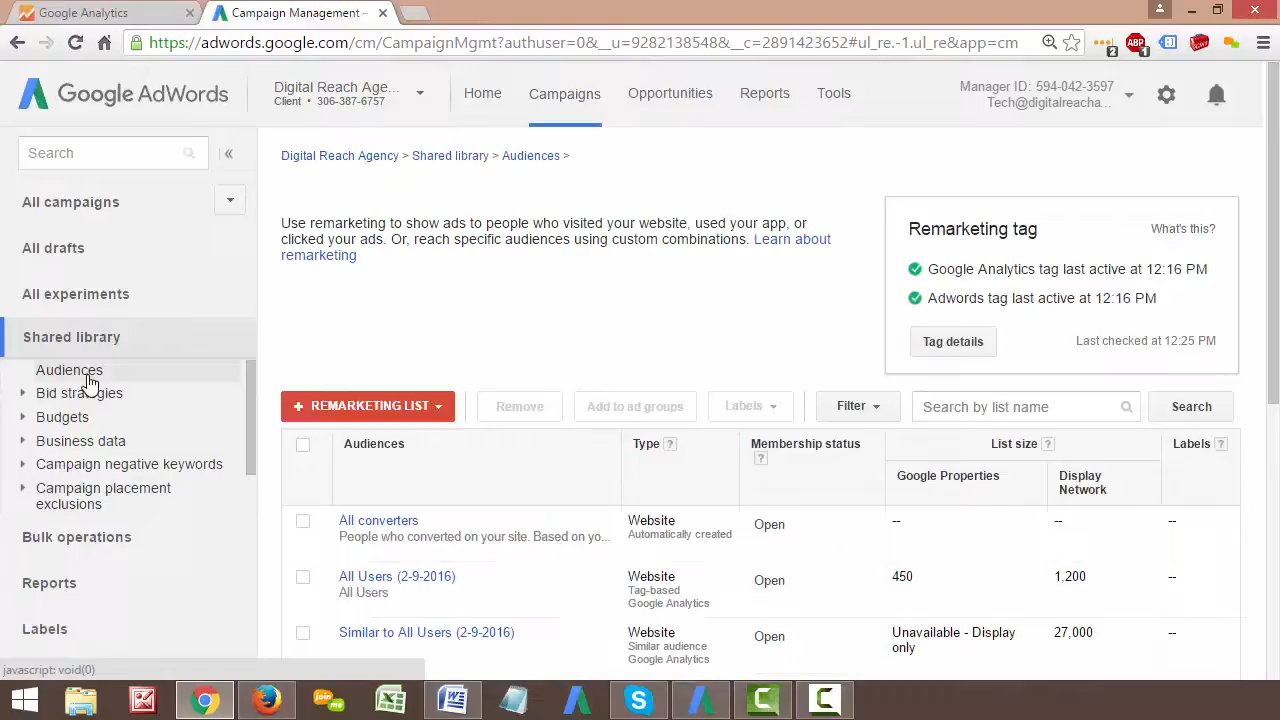 Google Analytics
Campaign Management –
https://adwords.google.com/cm/CampaignMgmt?authuser=0&__u=9282138548&__c=2891423652#ul_re.-1.ul_re&app=cm
2
ABP
1
Google AdWords
Digital Reach Age...
Client • 306-387-6757
Home
Campaigns
Opportunities
Reports
Tools
Manager ID: 594-042-3597
Tech@digitalreacha...
Search
All campaigns
All drafts
All experiments
Shared library
Audiences
Bid strategies
Budgets
Business data
Campaign negative keywords
Campaign placement
exclusions
Bulk operations
Reports
Labels
javascript: void(0)
Digital Reach Agency > Shared library > Audiences >
Use remarketing to show ads to people who visited your website, used your app, or
clicked your ads. Or, reach specific audiences using custom combinations. Learn about
remarketing
Remarketing tag
What's this?
Google Analytics tag last active at 12:16 PM
Adwords tag last active at 12:16 PM
Tag details
Last checked at 12:25 PM
+ REMARKETING LIST
Remove
Add to ad groups
Labels
Filter
Search by list name
Search
Audiences
Type ?
Membership status
?
List size ?
Labels ?
Google Properties
Display
Network
All converters
People who converted on your site. Based on yo...
Website
Automatically created
Open
--
--
--
All Users (2-9-2016)
All Users
Website
Tag-based
Google Analytics
Open
450
1,200
--
Similar to All Users (2-9-2016)
Website
Similar audience
Google Analytics
Open
Unavailable - Display
only
27,000
--
join
me